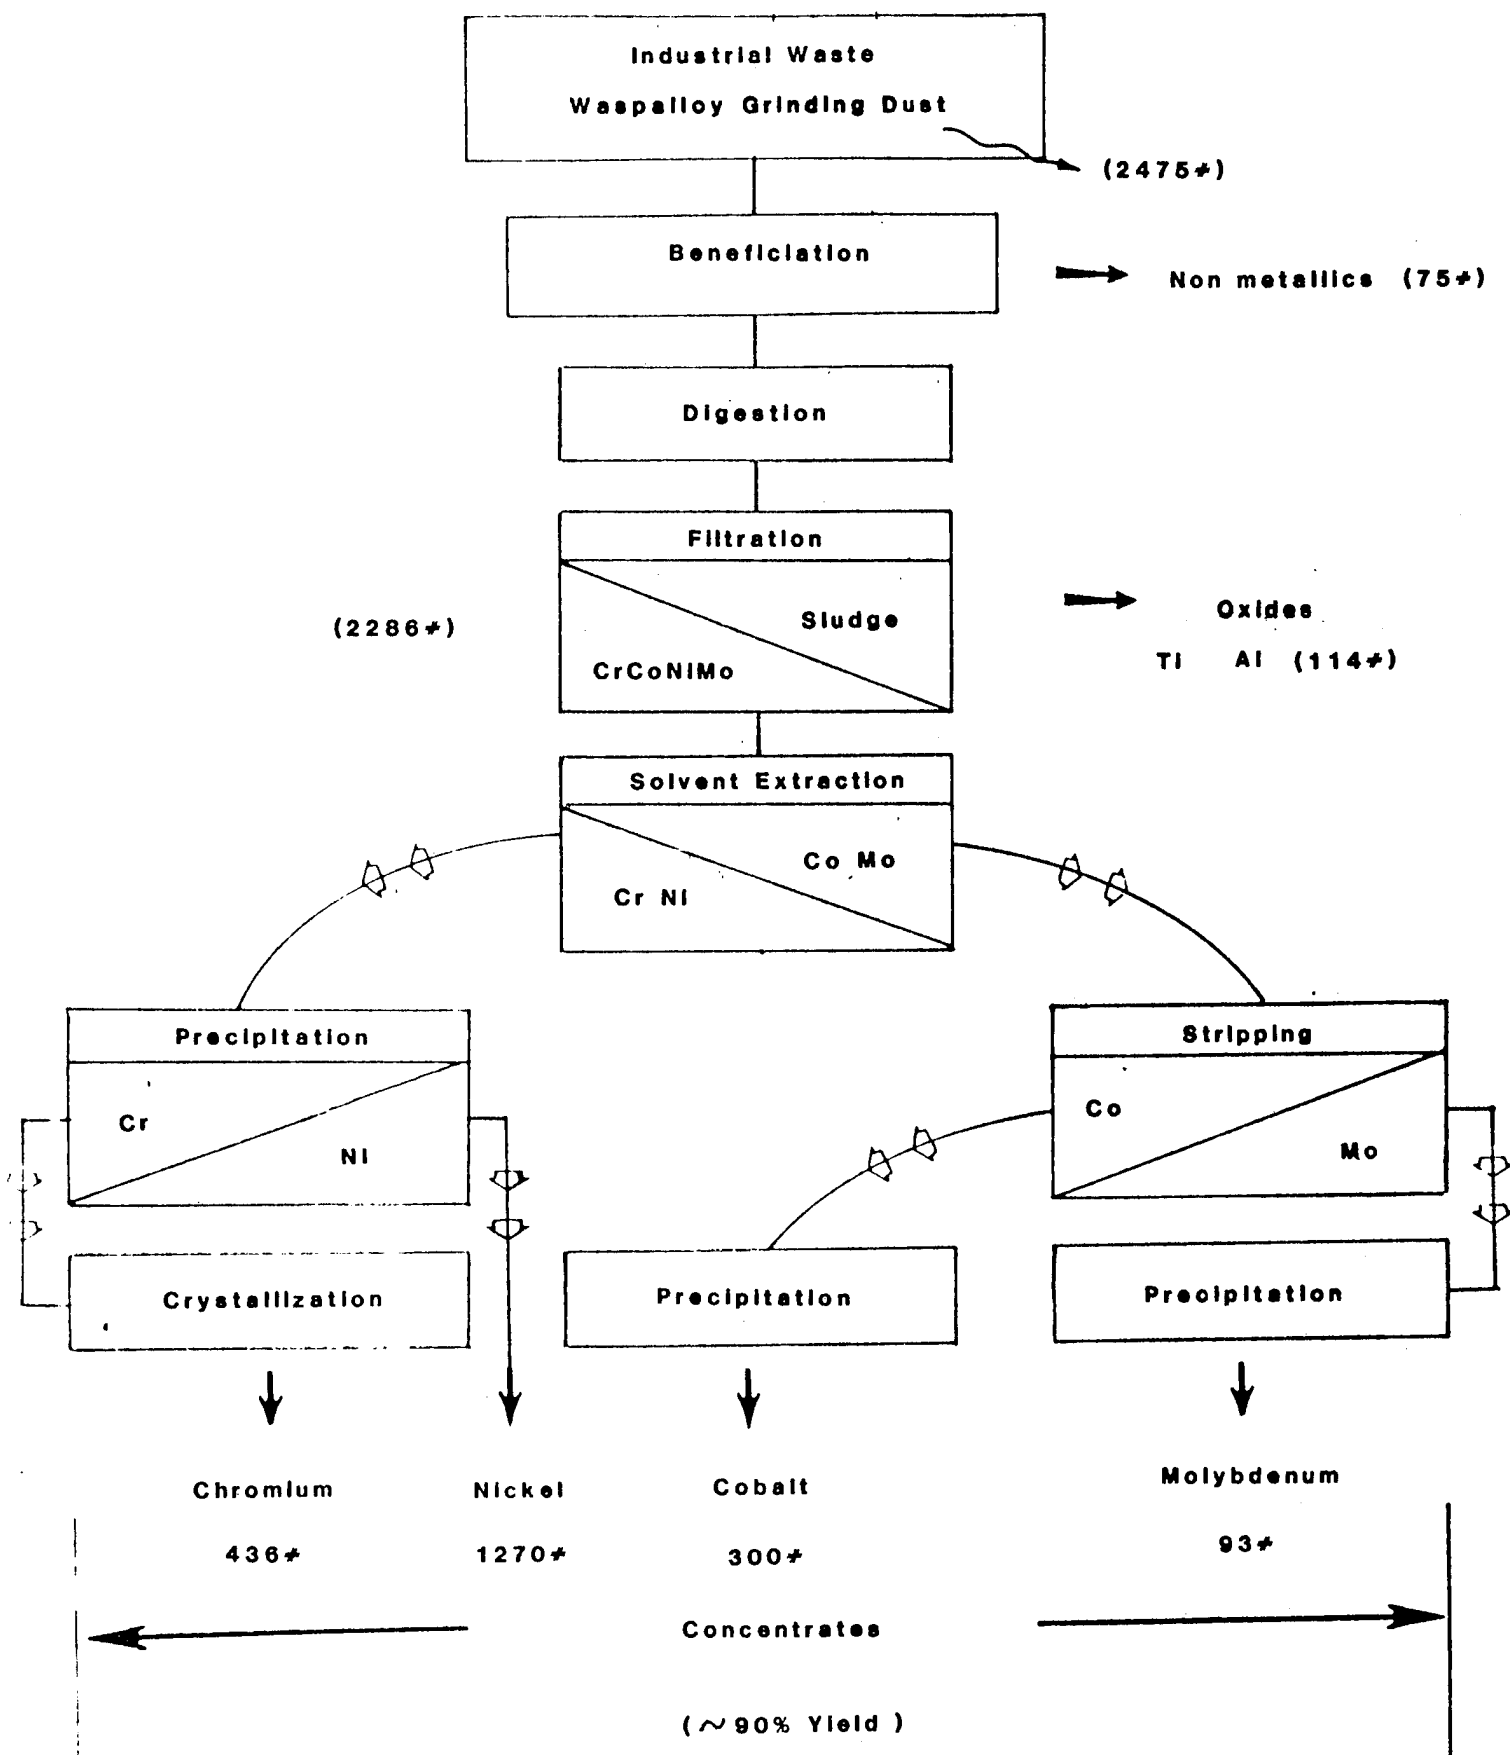 Industrial Waste
Waspalloy Grinding Dust
(2475#)
Beneficiation
Non metallics (75#)
Digestion
Filtration
Sludge
CrCoNiMo
(2286#)
Oxides
Ti Al (114#)
Solvent Extraction
Co Mo
Cr Ni
Precipitation
Cr
Ni
Stripping
Co
Mo
Crystallization
Precipitation
Precipitation
Chromium
436#
Nickel
1270#
Cobalt
300#
Molybdenum
93#
Concentrates
(~90% Yield )